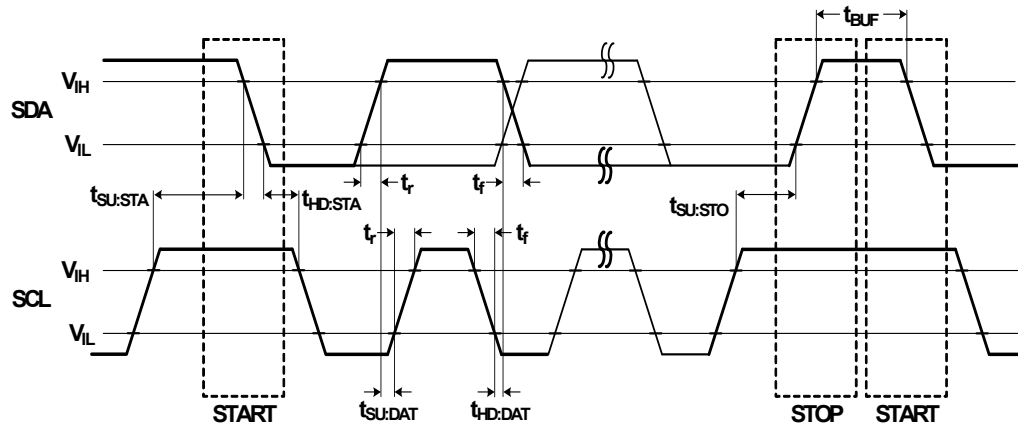 tBUF
VIH
SDA
VIL
tSU:STA
tHD:STA
tr
tf
tSU:STO
tr
tf
VIH
SCL
VIL
tSU:DAT
tHD:DAT
START
STOP
START